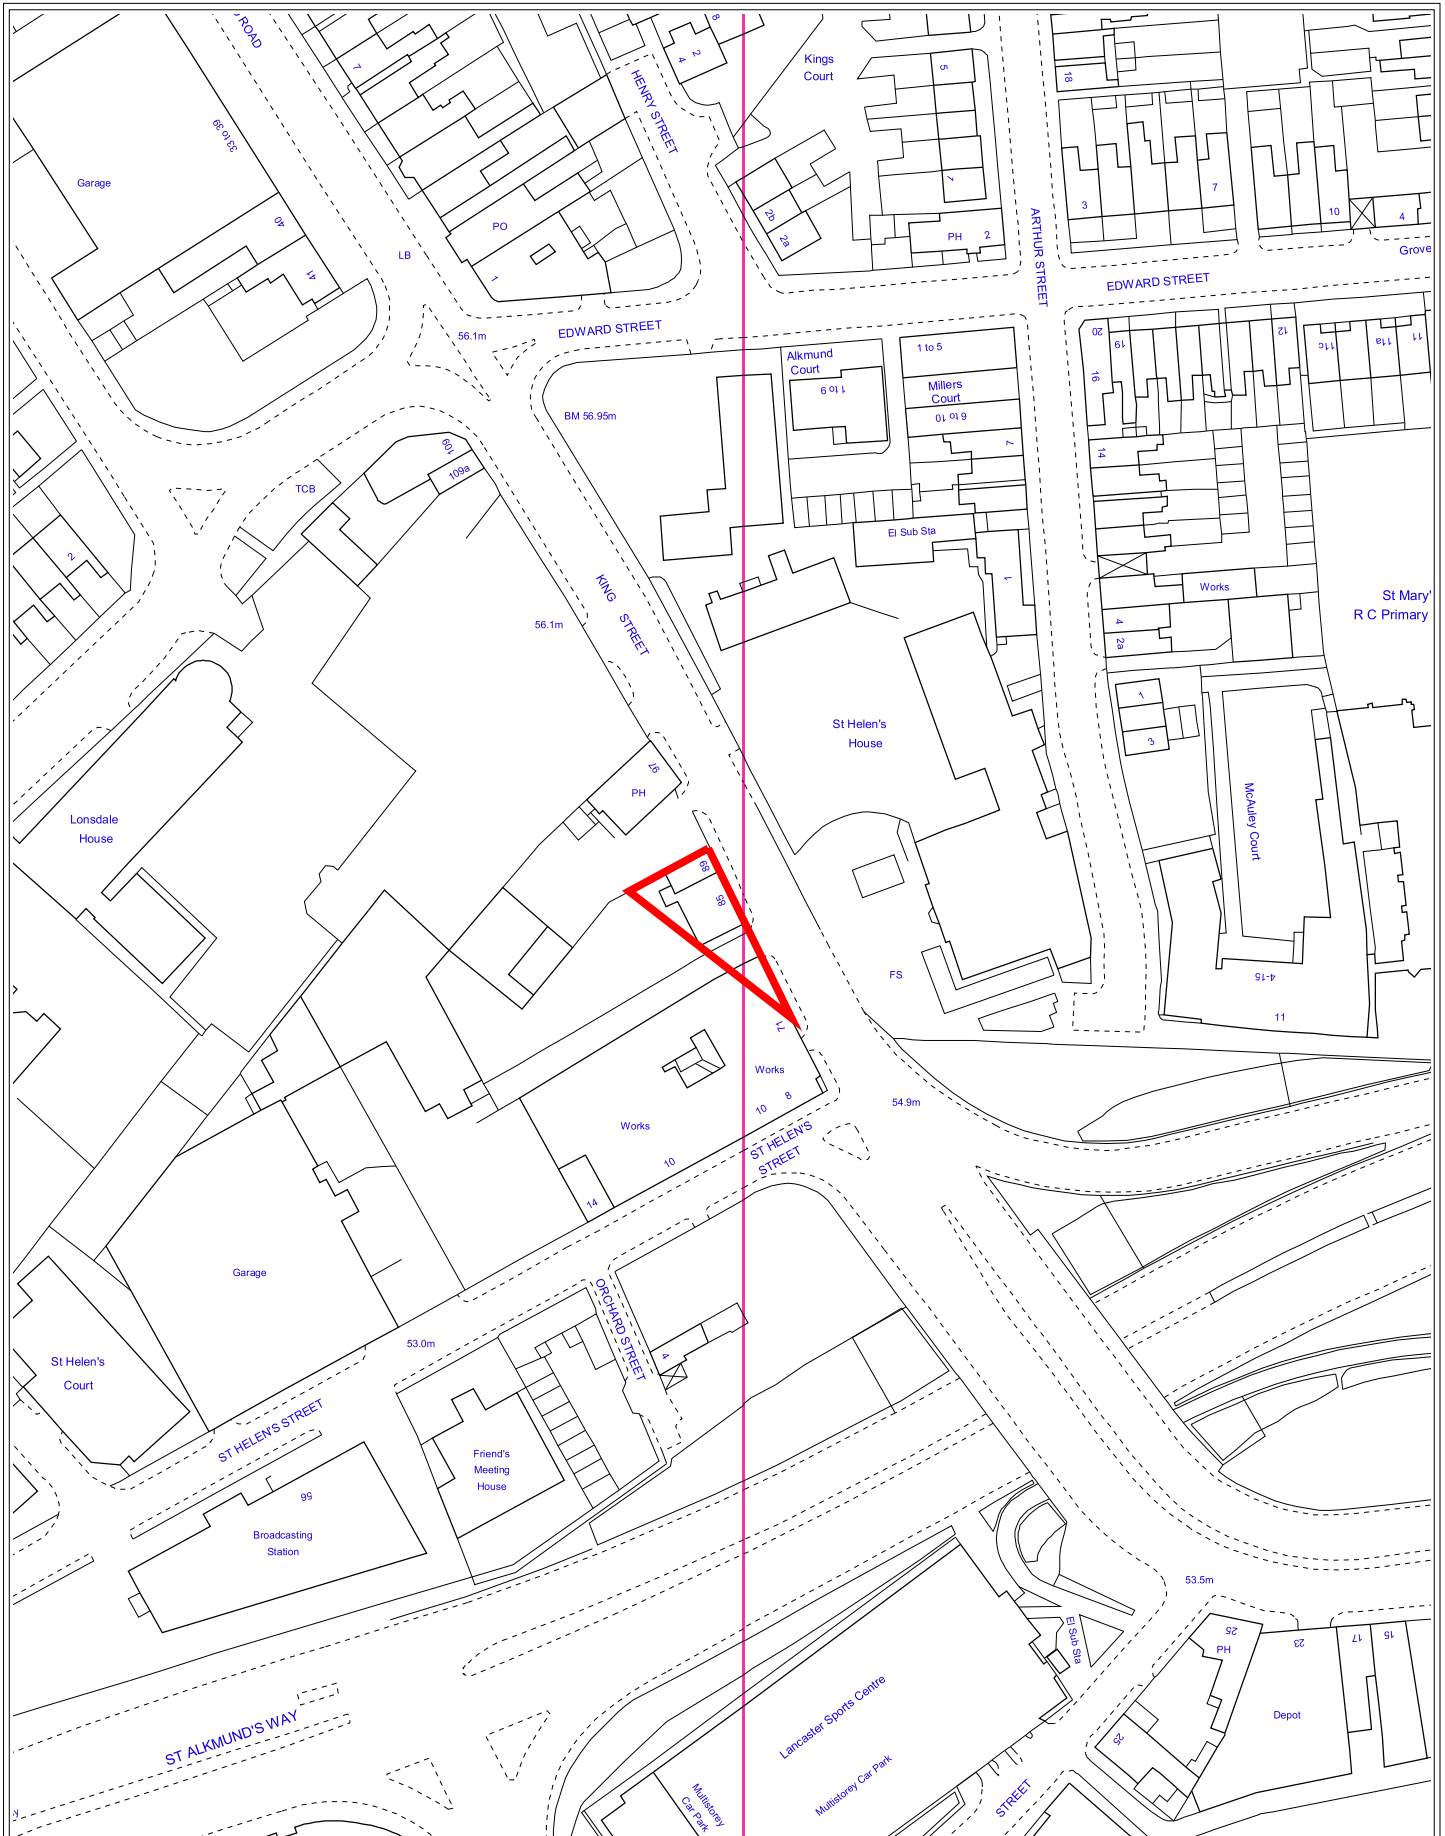 ROAD
7
8
2
4
Kings
Court
5
18
HENRY STREET
33 to 39
Garage
40
41
LB
PO
1
2b
2a
1
PH
2
ARTHUR STREET
3
7
10
4
Grove
EDWARD STREET
56.1m
EDWARD STREET
Alkmund
Court
1 to 9
1 to 5
Millers
Court
6 to 10
7
20
19
16
12
11c
11a
11
BM 56.95m
109
109a
TCB
14
El Sub Sta
1
2
KING STREET
56.1m
Works
4
2a
St Mary'
R C Primary
1
3
St Helen's
House
McAuley Court
97
PH
Lonsdale
House
89
85
FS
4-15
11
71
Works
8
10
54.9m
Works
10
14
ST HELEN'S
STREET
Garage
ORCHARD STREET
4
53.0m
St Helen's
Court
ST HELEN'S STREET
Friend's
Meeting
House
56
Broadcasting
Station
53.5m
El Sub Sta
25
PH
23
17
15
Depot
25
ST ALKMUND'S WAY
Lancaster Sports Centre
Multistorey Car Park
Multistorey
Car Park
STREET